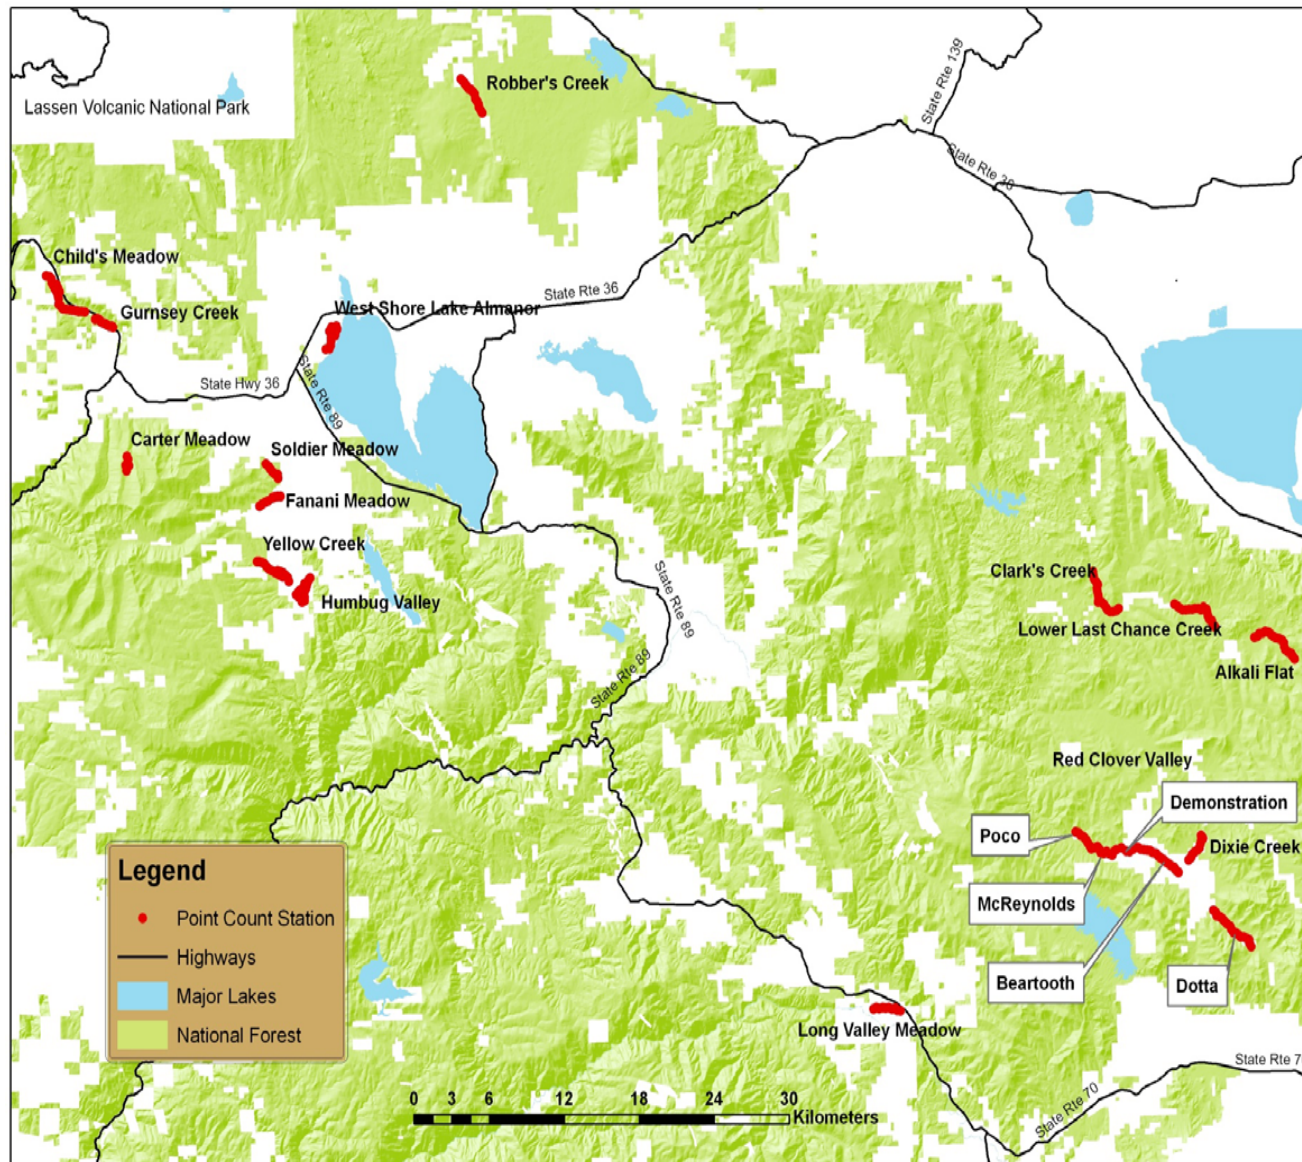 State Rte 139
Robber's Creek
Lassen Volcanic National Park
State Rte 36
Child's Meadow
State Rte 36
Gurnsey Creek
West Shore Lake Almanor
State Hwy 36
State Rte 89
Carter Meadow
Soldier Meadow
Fanani Meadow
Yellow Creek
Humbug Valley
State Rte 89
Clark's Creek
Lower Last Chance Creek
Alkali Flat
State Rte 89
Red Clover Valley
Demonstration
Poco
Dixie Creek
McReynolds
Beartooth
Dotta
Long Valley Meadow
Legend
Point Count Station
Highways
Major Lakes
National Forest
State Rte 7
State Rte 70
0 3 6 12 18 24 30
Kilometers